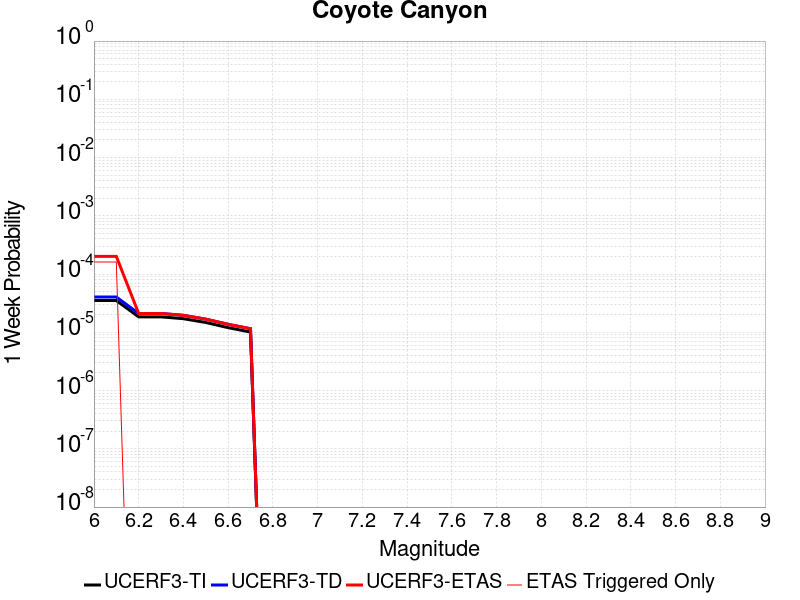 Coyote Canyon
10^0
10^-1
10^-2
10^-3
10^-4
10^-5
10^-6
10^-7
10^-8
1 Week Probability
6 6.2 6.4 6.6 6.8 7 7.2 7.4 7.6 7.8 8 8.2 8.4 8.6 8.8 9
Magnitude
UCERF3-TI UCERF3-TD UCERF3-ETAS ETAS Triggered Only